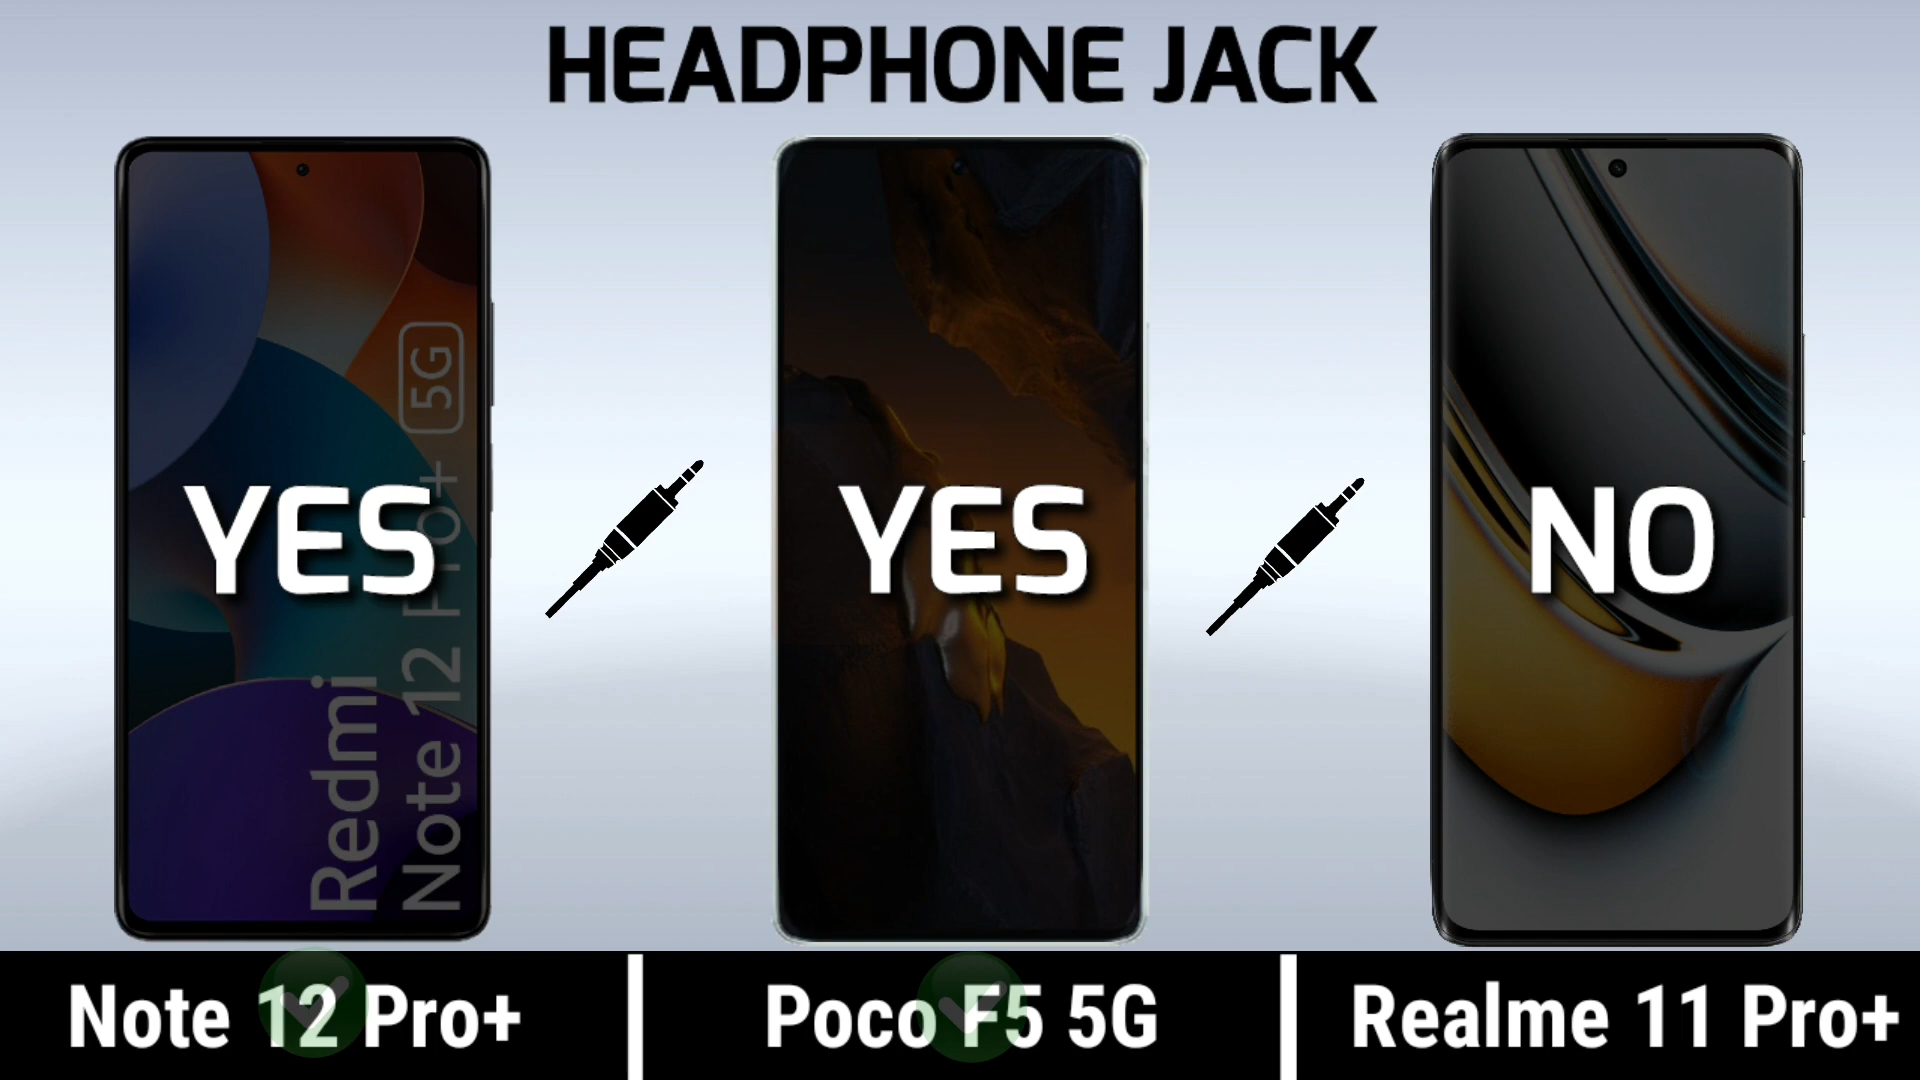 HEADPHONE JACK
Redmi
Note 12 Pro+ 5G
YES
YES
NO
Note 12 Pro+
Poco F5 5G
Realme 11 Pro+